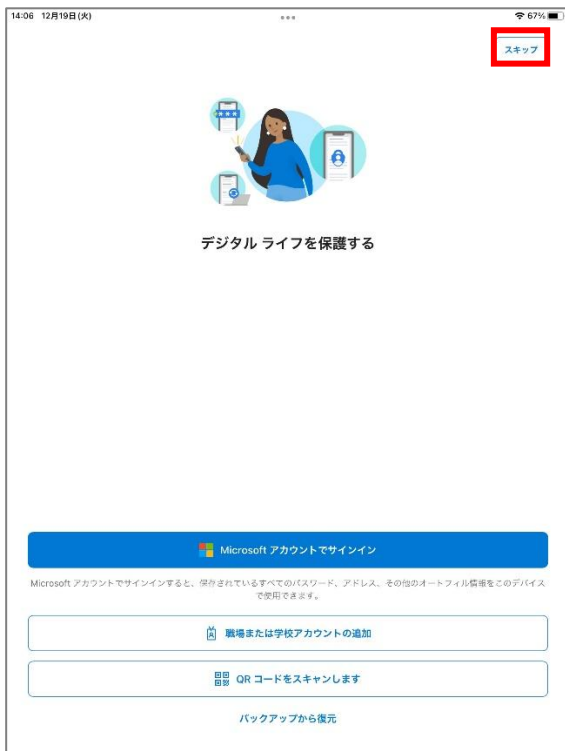 14:06 12月19日(火)
67%
スキップ
デジタル ライフを保護する
Microsoft アカウントでサインイン
Microsoft アカウントでサインインすると、保存されているすべてのパスワード、アドレス、その他のオートフィル情報をこのデバイス
で使用できます。
職場または学校アカウントの追加
QR コードをスキャンします
バックアップから復元